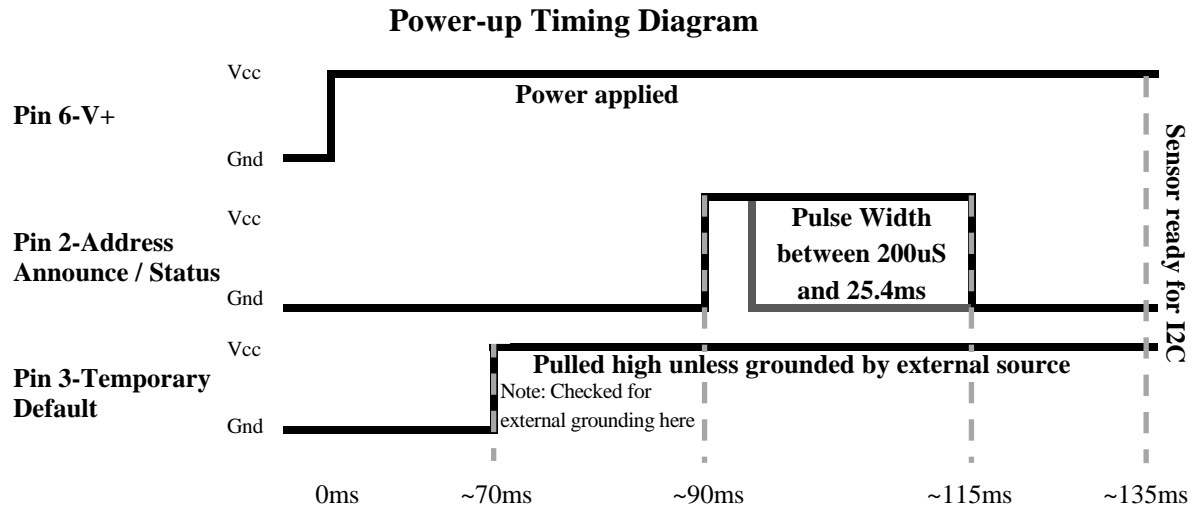 Power-up Timing Diagram
Vcc
Pin 6-V+
Power applied
Gnd
Vcc
Pin 2-Address
Announce / Status
Pulse Width
between 200uS
and 25.4ms
Gnd
Vcc
Pin 3-Temporary
Default
Pulled high unless grounded by external source
Note: Checked for
external grounding here
Gnd
Sensor ready for I2C
0ms
~70ms
~90ms
~115ms
~135ms